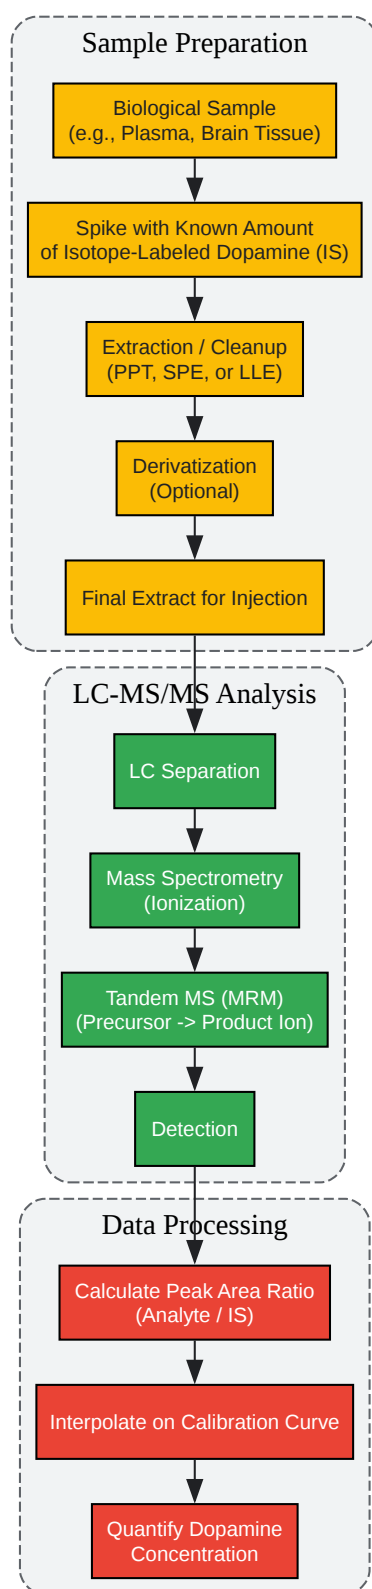 Sample Preparation
Biological Sample
(e.g., Plasma, Brain Tissue)
Spike with Known Amount
of Isotope-Labeled Dopamine (IS)
Extraction / Cleanup
(PPT, SPE, or LLE)
Derivatization
(Optional)
Final Extract for Injection
LC-MS/MS Analysis
LC Separation
Mass Spectrometry
(Ionization)
Tandem MS (MRM)
(Precursor -> Product Ion)
Detection
Data Processing
Calculate Peak Area Ratio
(Analyte / IS)
Interpolate on Calibration Curve
Quantify Dopamine
Concentration